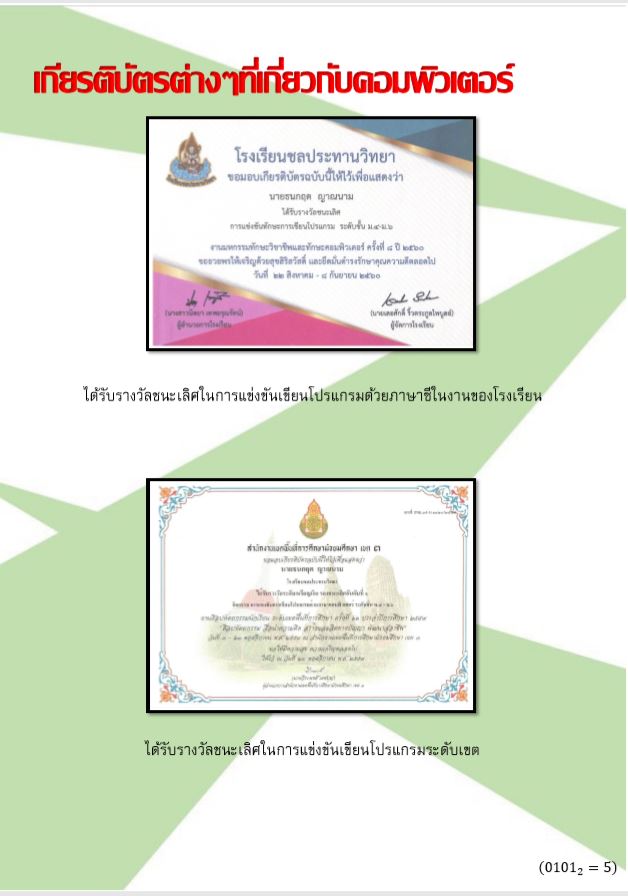 เกียรติบัตรต่างๆที่เกี่ยวกับคอมพิวเตอร์
โรงเรียนชลประทานวิทยา
ขอมอบเกียรติบัตรฉบับนี้ให้ไว้เพื่อแสดงว่า
นายธนกฤต ญาณนาม
ได้รับรางวัลชนะเลิศ
การแข่งขันทักษะการเขียนโปรแกรม ระดับชั้น ม.๔-ม.๖
งานมหกรรมทักษะวิชาชีพและทักษะคอมพิวเตอร์ ครั้งที่ ๘ ปี ๒๕๖๐
ขออวยพรให้เจริญด้วยสุขสิริสวัสดิ์ และยึดมั่นดำรงรักษาคุณความดีตลอดไป
วันที่ ๒๒ สิงหาคม - ๘ กันยายน ๒๕๖๐
ผู้อำนวยการโรงเรียน
ผู้จัดการโรงเรียน
ได้รับรางวัลชนะเลิศในการแข่งขันเขียนโปรแกรมด้วยภาษาซีในงานของโรงเรียน
สำนักงานเขตพื้นที่การศึกษามัธยมศึกษา เขต ๓
ขอมอบเกียรติบัตรฉบับนี้ไว้เพื่อแสดงว่า
นายธนกฤต ญาณนาม
โรงเรียนชลประทานวิทยา
ได้รับรางวัลชนะเลิศในการแข่งขันเขียนโปรแกรมระดับเขต
(0101₂ = 5)